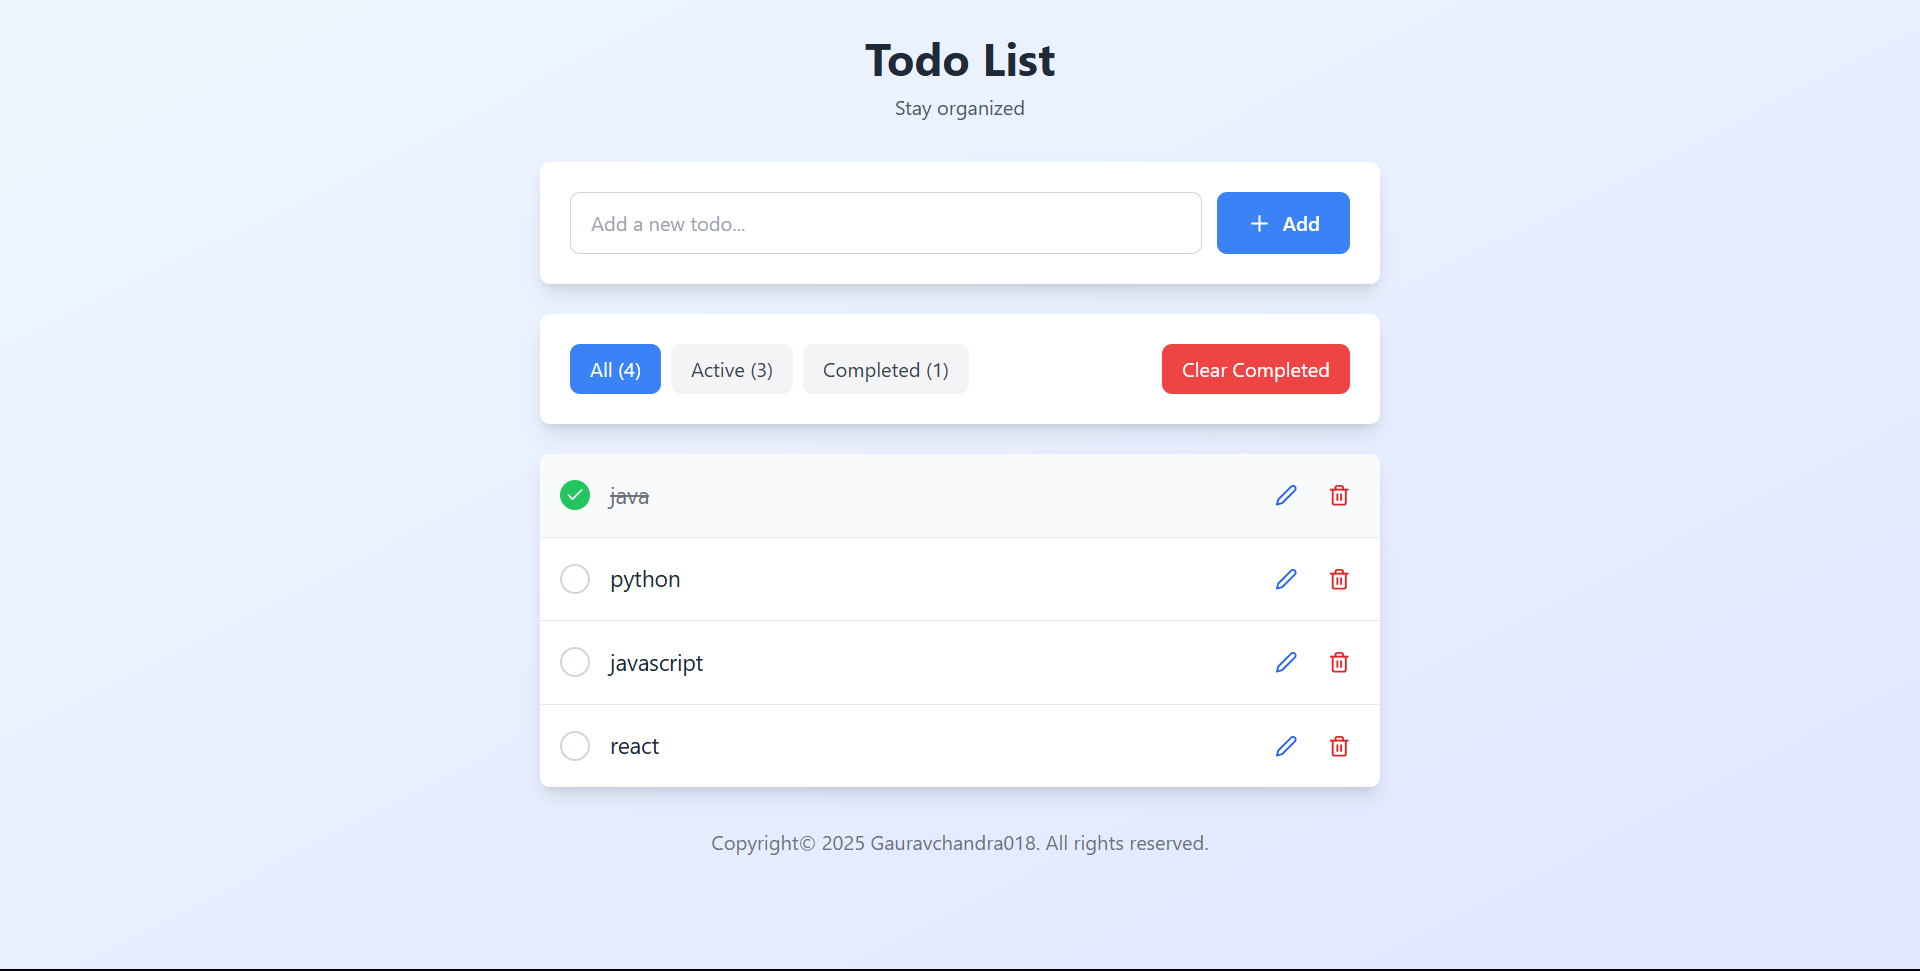 Todo List
Stay organized
Add a new todo...
Add
All (4) Active (3) Completed (1) Clear Completed
java
python
javascript
react
Copyright© 2025 Gauravchandra018. All rights reserved.